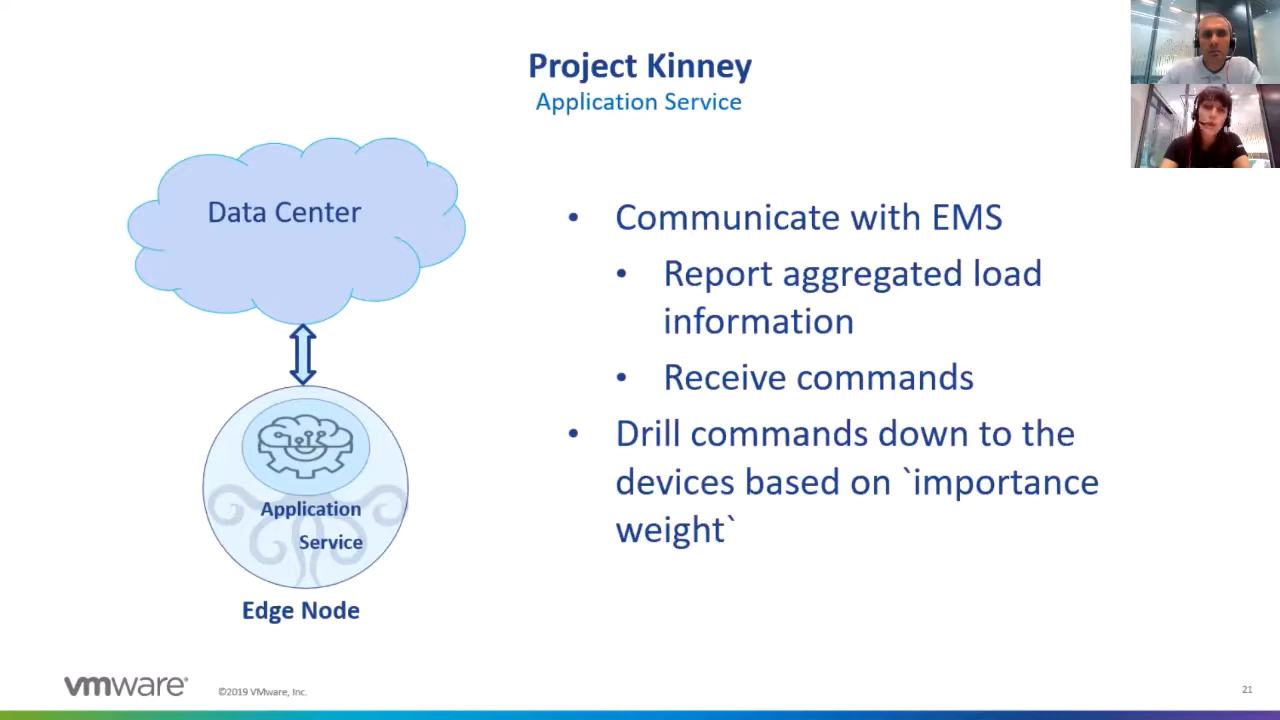 Project Kinney
Application Service
Data Center
• Communicate with EMS
• Report aggregated load
information
• Receive commands
• Drill commands down to the
devices based on `importance
weight`
Application
Service
Edge Node
vmware®
©2019 VMware, Inc.
21